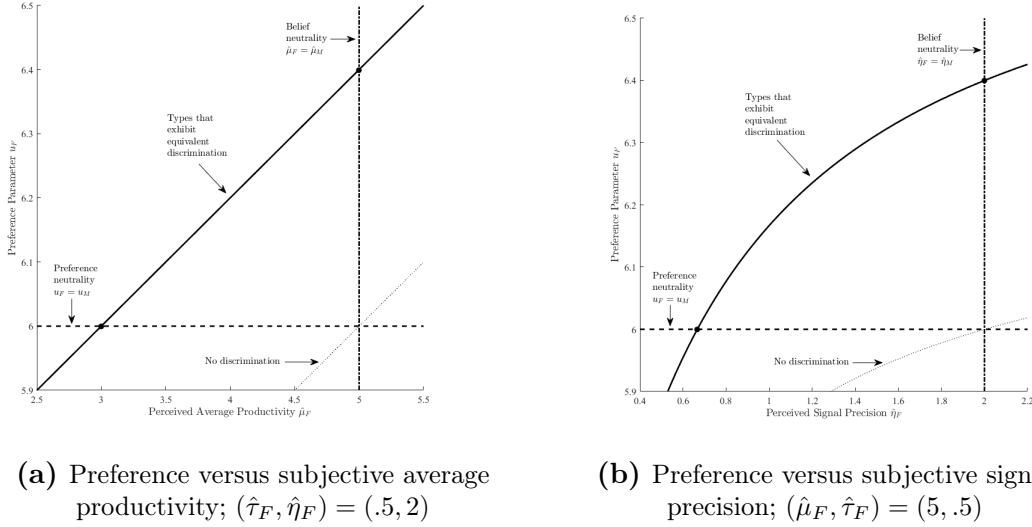 6.5
Belief
neutrality
μ̂_F = μ̂_M
6.4
Types that
exhibit
equivalent
discrimination
6.3
Preference Parameter u_F
6.2
6.1
Preference
neutrality
u_F = u_M
6
No discrimination
5.9
2.5 3 3.5 4 4.5 5 5.5
Perceived Average Productivity μ̂_F
(a) Preference versus subjective average
productivity; (τ̂_F, η̂_F) = (.5, 2)
6.5
Belief
neutrality
η̂_F = η̂_M
6.4
Types that
exhibit
equivalent
discrimination
6.3
Preference Parameter u_F
6.2
6.1
Preference
neutrality
u_F = u_M
6
No discrimination
5.9
0.4 0.6 0.8 1 1.2 1.4 1.6 1.8 2 2.2
Perceived Signal Precision η̂_F
(b) Preference versus subjective sign
precision; (μ̂_F, τ̂_F) = (5, .5)